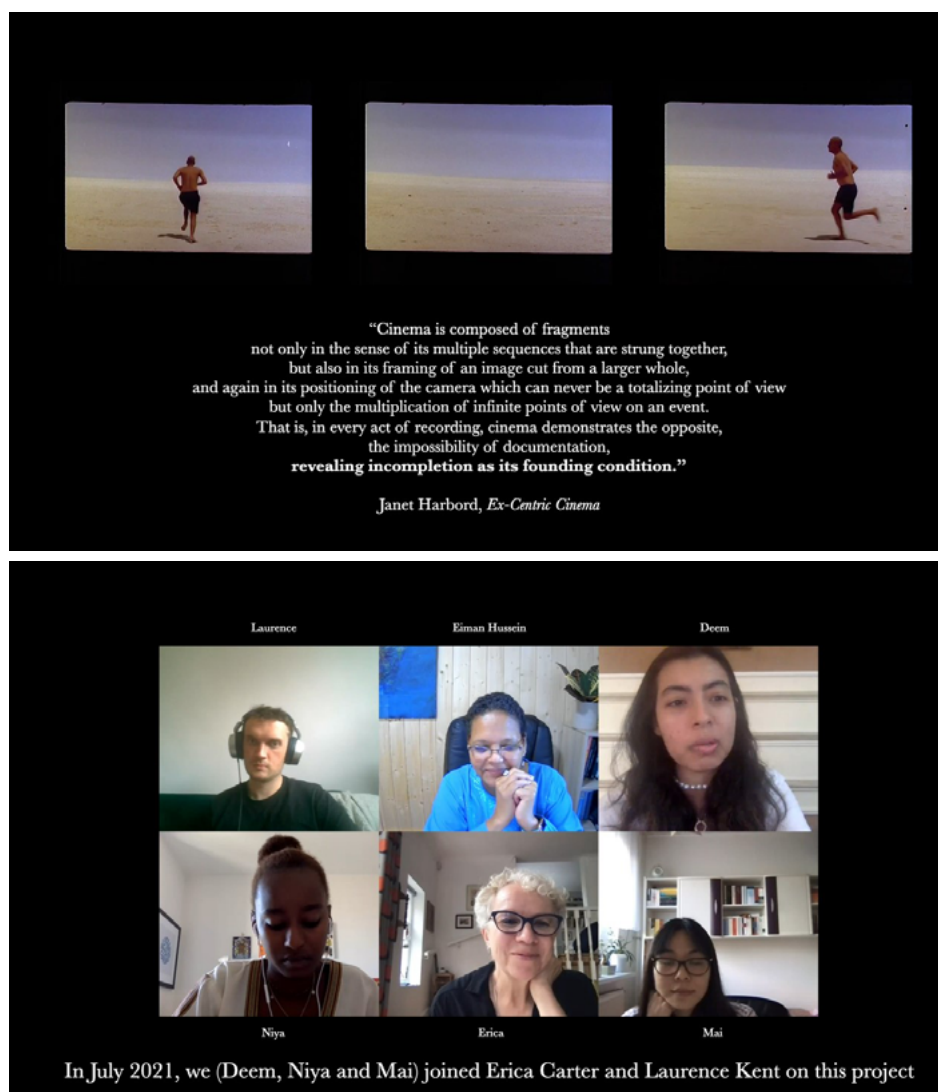 “Cinema is composed of fragments
not only in the sense of its multiple sequences that are strung together,
but also in its framing of an image cut from a larger whole,
and again in its positioning of the camera which can never be a totalizing point of view
but only the multiplication of infinite points of view on an event.
That is, in every act of recording, cinema demonstrates the opposite,
the impossibility of documentation,
revealing incompletion as its founding condition.”
Janet Harbord, Ex-Centric Cinema
Laurence Eiman Hussein Deem
Niya Erica Mai
In July 2021, we (Deem, Niya and Mai) joined Erica Carter and Laurence Kent on this project